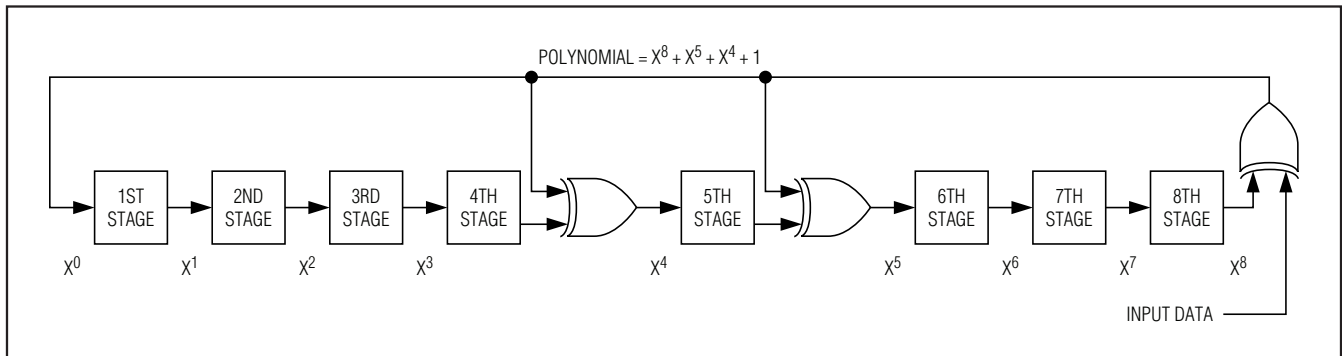 POLYNOMIAL = X⁸ + X⁵ + X⁴ + 1
1ST
STAGE
2ND
STAGE
3RD
STAGE
4TH
STAGE
5TH
STAGE
6TH
STAGE
7TH
STAGE
8TH
STAGE
X⁰
X¹
X²
X³
X⁴
X⁵
X⁶
X⁷
X⁸
INPUT DATA